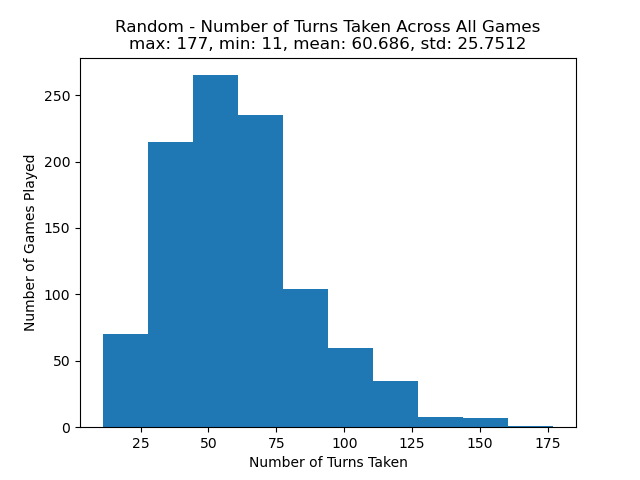 Random - Number of Turns Taken Across All Games
max: 177, min: 11, mean: 60.686, std: 25.7512
Number of Games Played
250
200
150
100
50
0
25 50 75 100 125 150 175
Number of Turns Taken